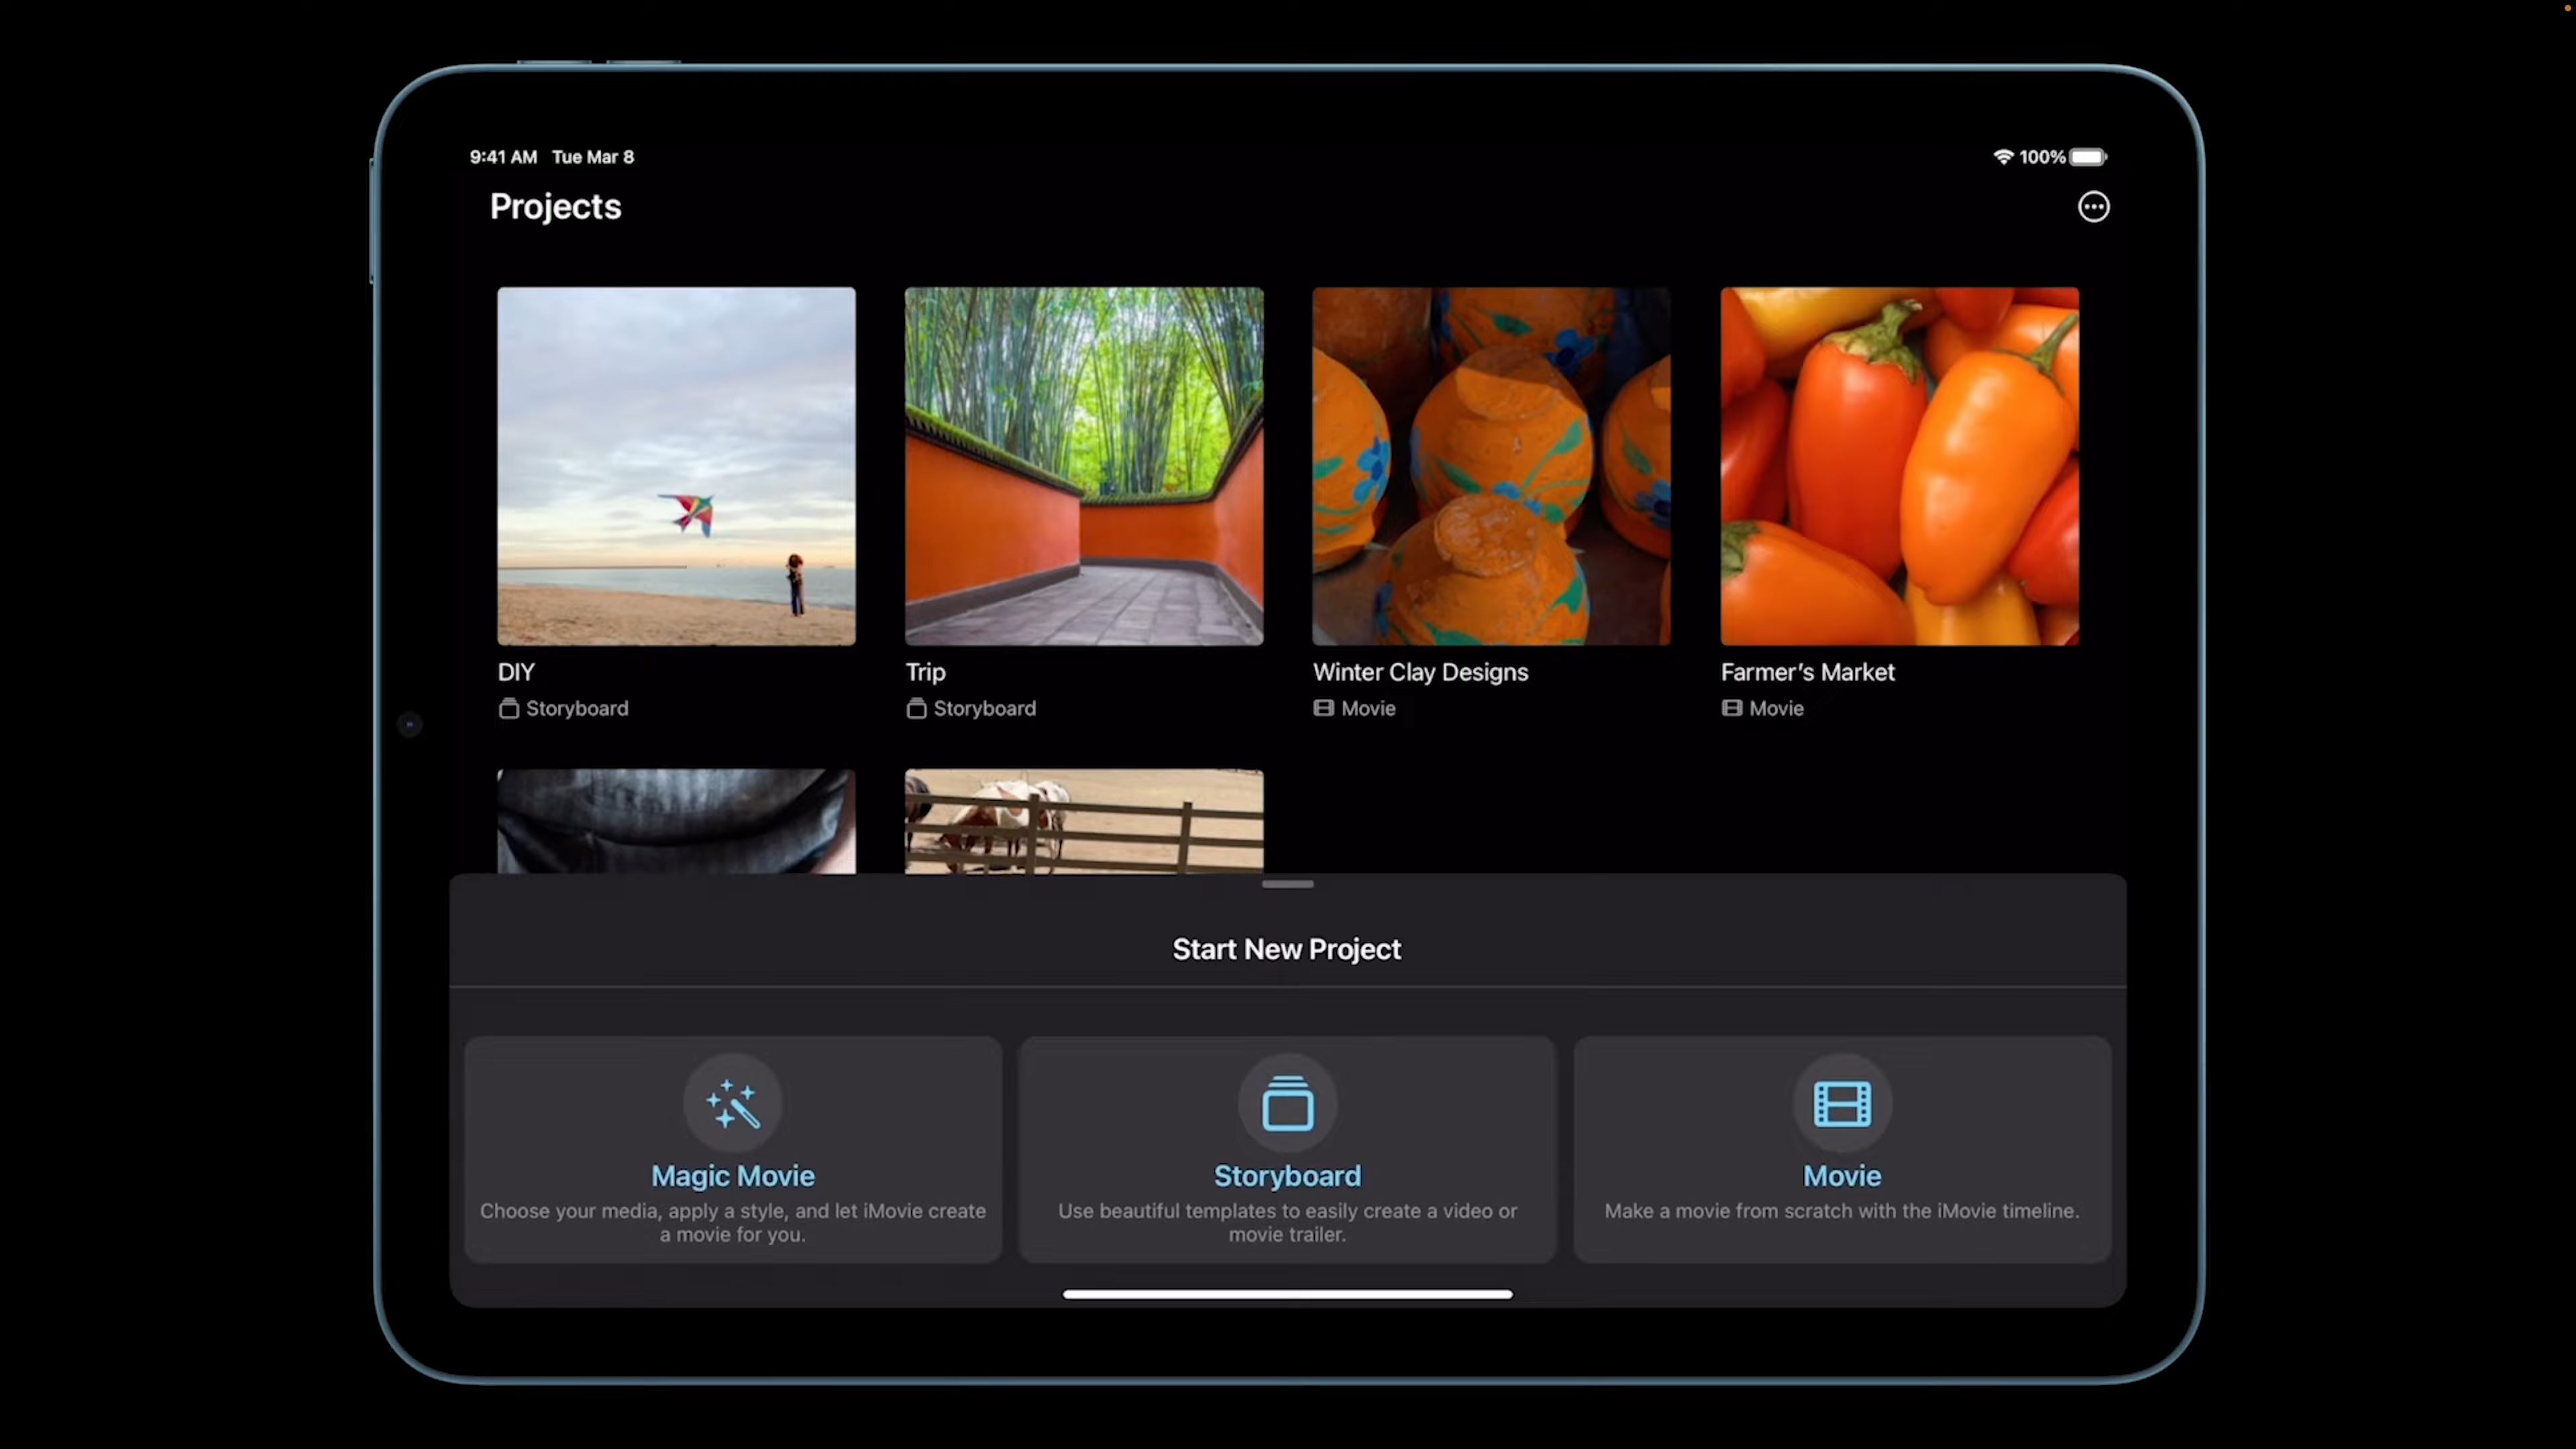 9:41 AM Tue Mar 8
100%
Projects
DIY
Storyboard
Trip
Storyboard
Winter Clay Designs
Movie
Farmer’s Market
Movie
Start New Project
Magic Movie
Choose your media, apply a style, and let iMovie create
a movie for you.
Storyboard
Use beautiful templates to easily create a video or
movie trailer.
Movie
Make a movie from scratch with the iMovie timeline.